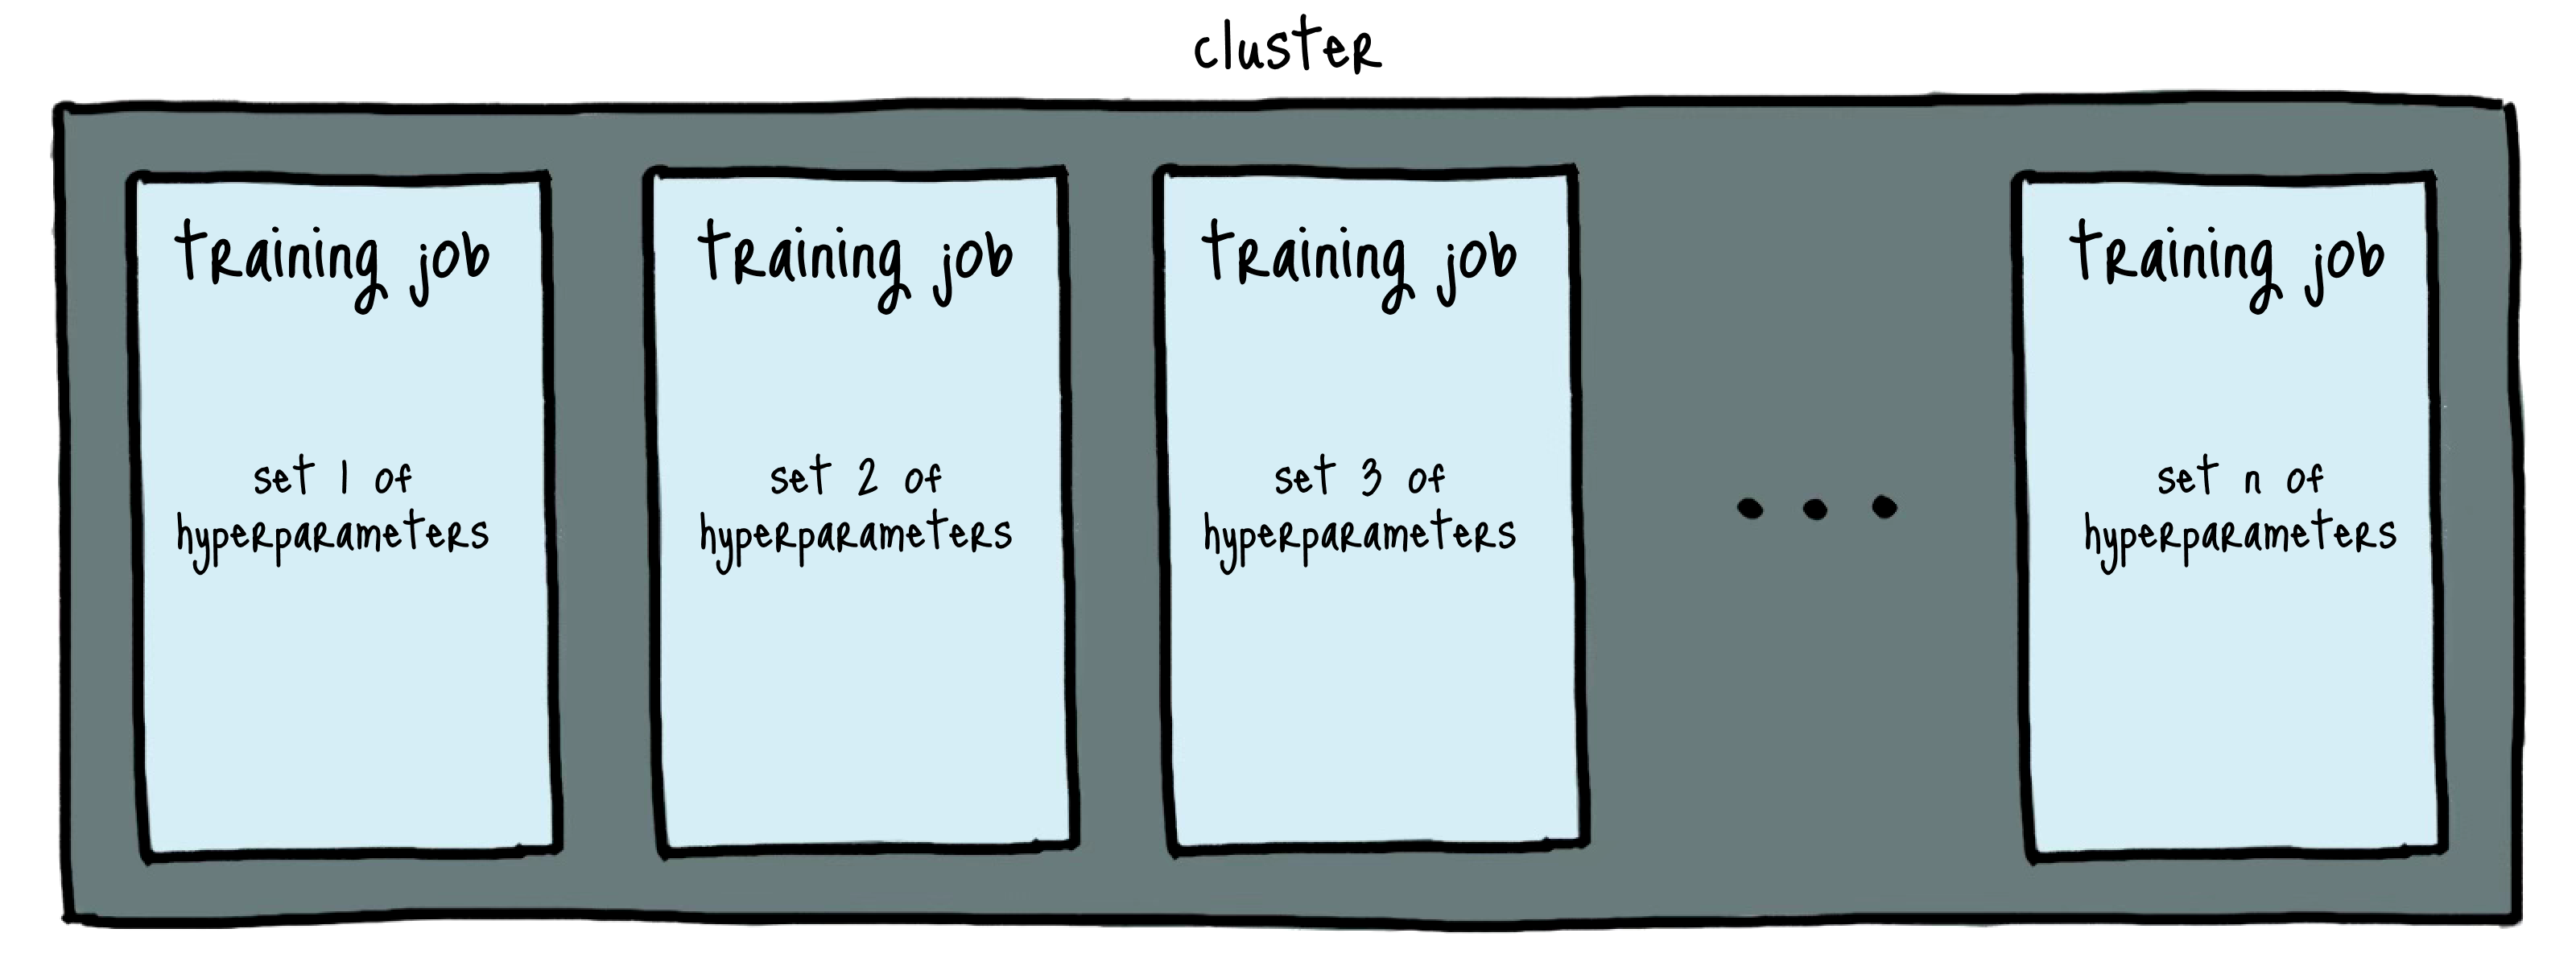 cluster
training job
set 1 of
hyperparameters
training job
set 2 of
hyperparameters
training job
set 3 of
hyperparameters
...
training job
set n of
hyperparameters